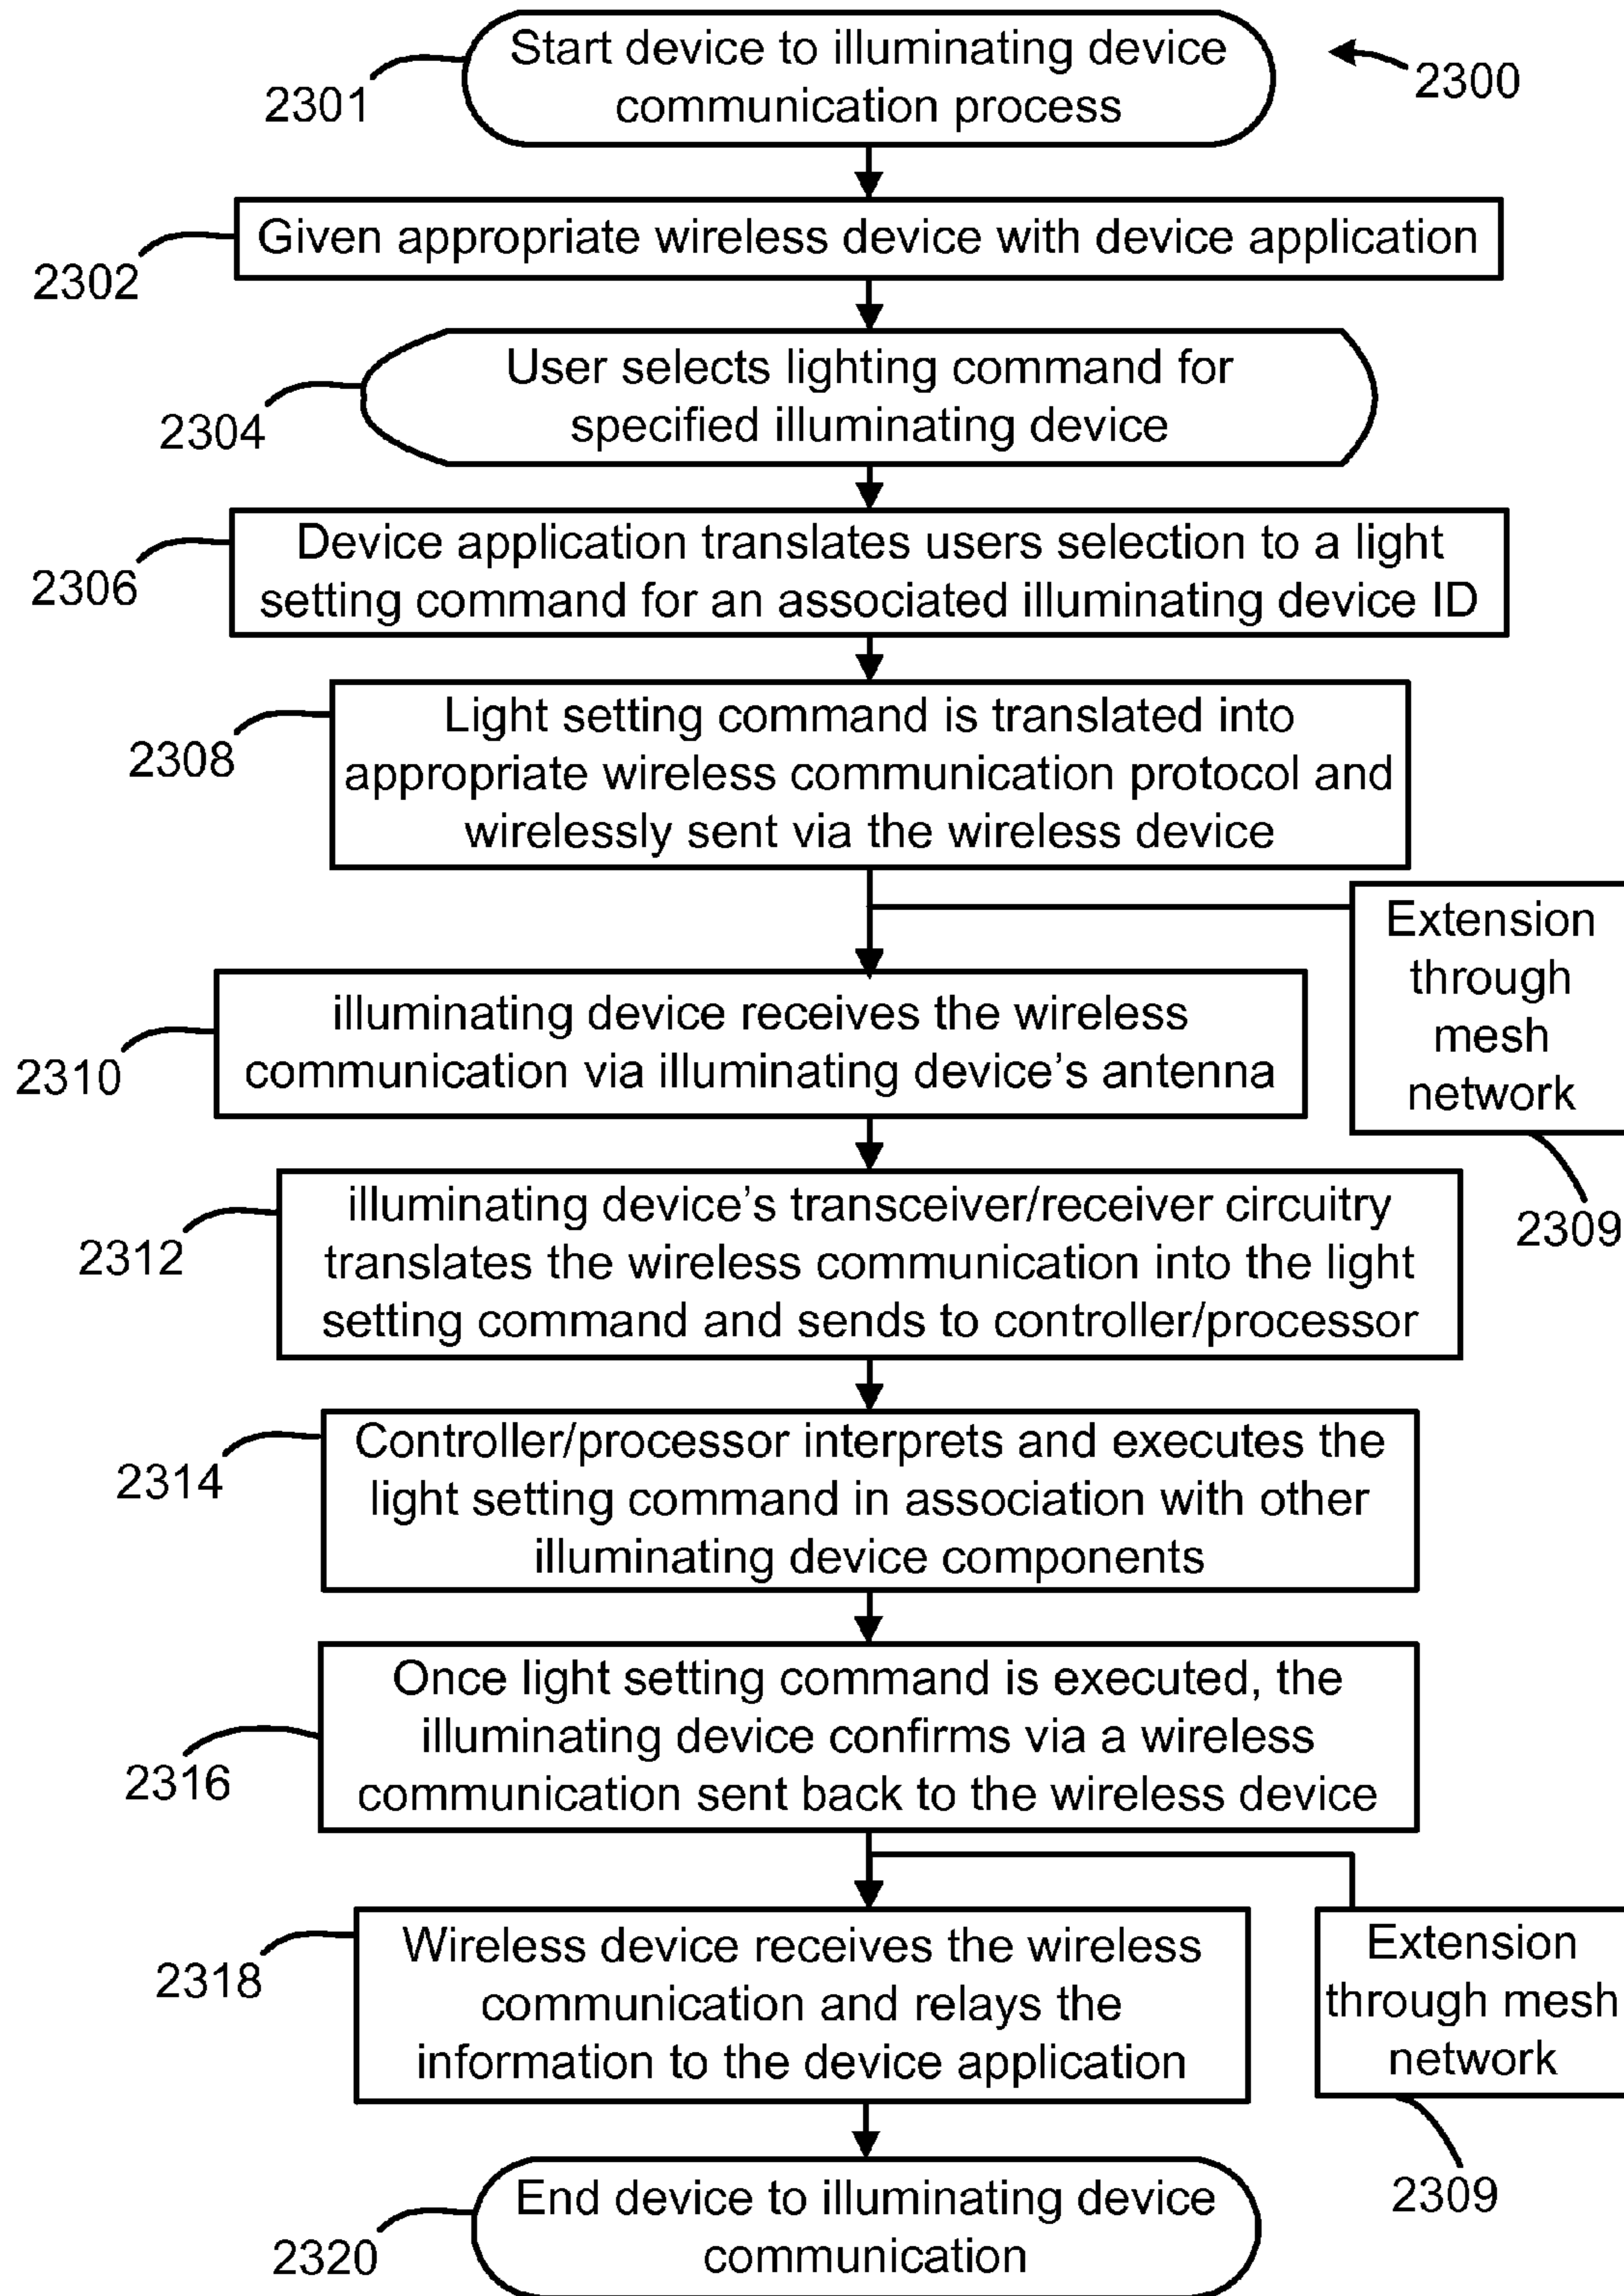 Start device to illuminating device
communication process
2300
2301
Given appropriate wireless device with device application
2302
User selects lighting command for
specified illuminating device
2304
Device application translates users selection to a light
setting command for an associated illuminating device ID
2306
Light setting command is translated into
appropriate wireless communication protocol and
wirelessly sent via the wireless device
2308
Extension
through
mesh
network
2309
illuminating device receives the wireless
communication via illuminating device's antenna
2310
illuminating device's transceiver/receiver circuitry
translates the wireless communication into the light
setting command and sends to controller/processor
2312
Controller/processor interprets and executes the
light setting command in association with other
illuminating device components
2314
Once light setting command is executed, the
illuminating device confirms via a wireless
communication sent back to the wireless device
2316
Wireless device receives the wireless
communication and relays the
information to the device application
2318
Extension
through mesh
network
2309
End device to illuminating device
communication
2320